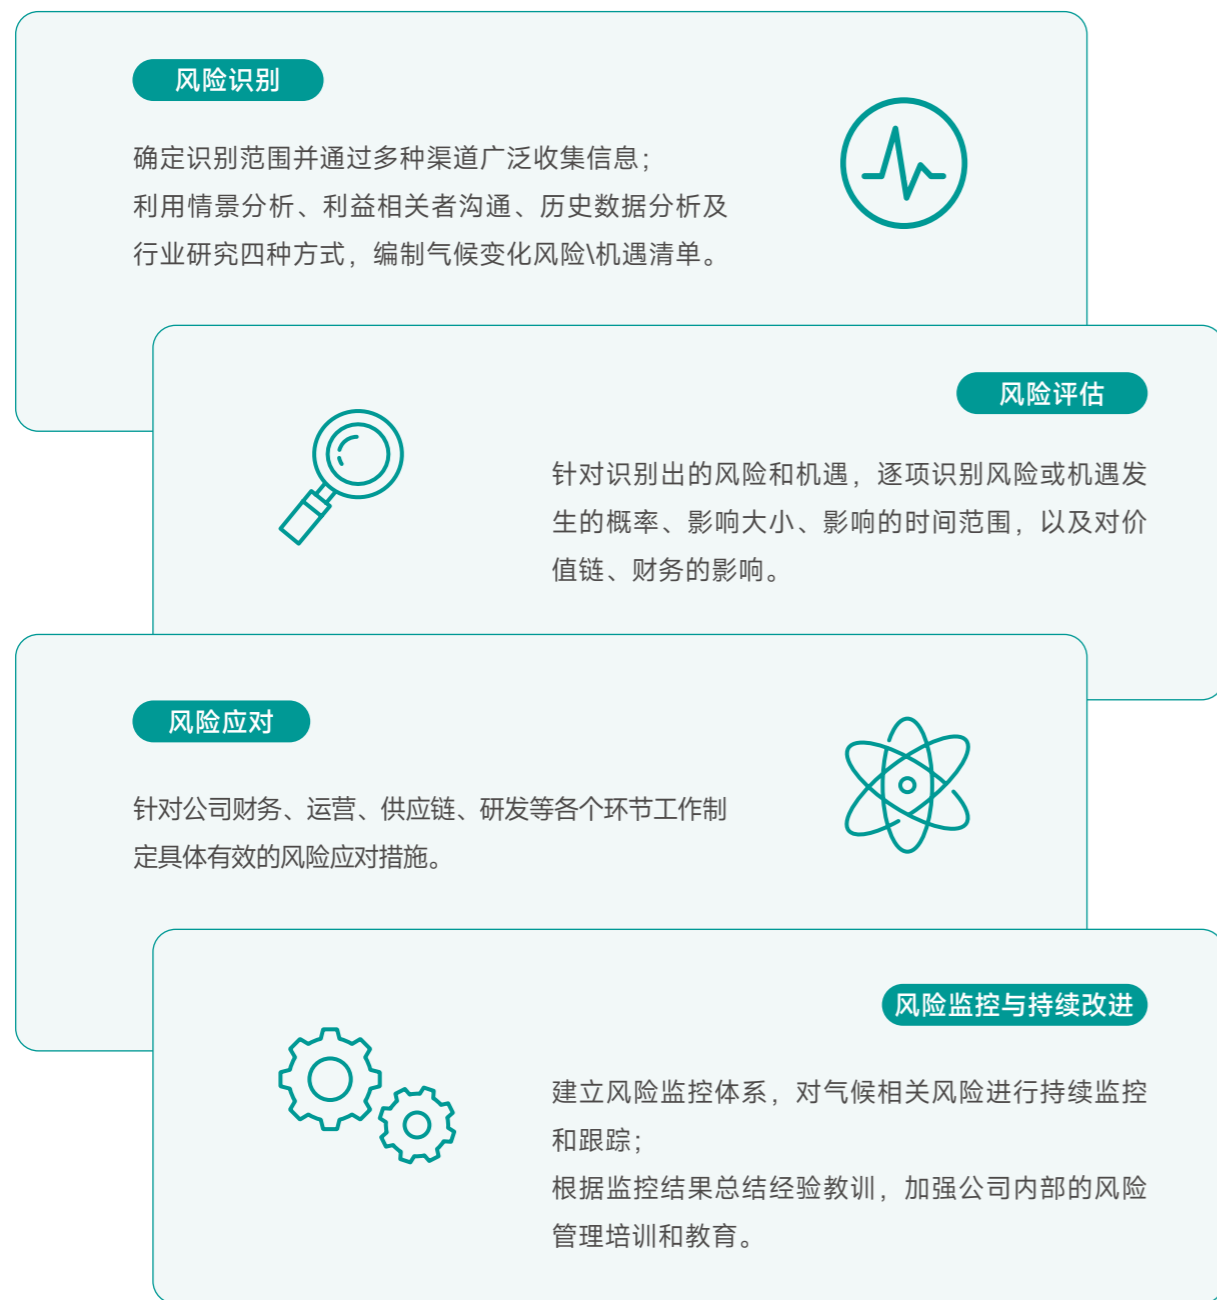 风险识别
确定识别范围并通过多种渠道广泛收集信息；
利用情景分析、利益相关者沟通、历史数据分析及
行业研究四种方式，编制气候变化风险\机遇清单。
风险评估
针对识别出的风险和机遇，逐项识别风险或机遇发
生的概率、影响大小、影响的时间范围，以及对价
值链、财务的影响。
风险应对
针对公司财务、运营、供应链、研发等各个环节工作制
定具体有效的风险应对措施。
风险监控与持续改进
建立风险监控体系，对气候相关风险进行持续监控
和跟踪；
根据监控结果总结经验教训，加强公司内部的风险
管理培训和教育。